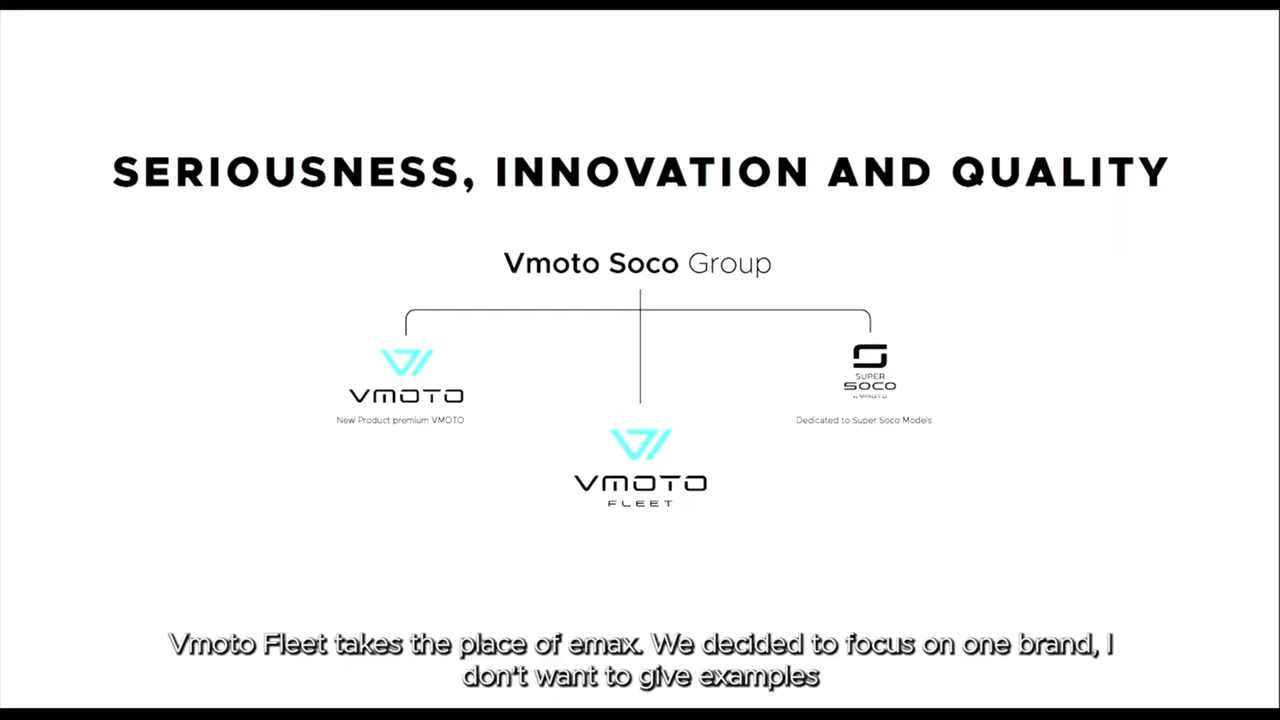 SERIOUSNESS, INNOVATION AND QUALITY
Vmoto Soco Group
VMOTO
New Product premium VMOTO
SUPER
SOCO
by VMOTO
Dedicated to Super Soco Models
VMOTO
FLEET
Vmoto Fleet takes the place of emax. We decided to focus on one brand, I
don't want to give examples